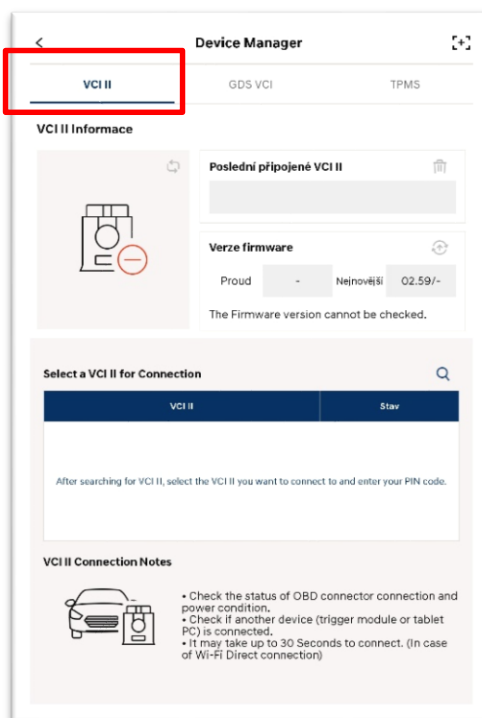 Device Manager
VCI II
GDS VCI
TPMS
VCI II Informace
Poslední připojené VCI II
Verze firmware
Proud
-
Nejnovější
02.59/-
The Firmware version cannot be checked.
Select a VCI II for Connection
VCI II
Stav
After searching for VCI II, select the VCI II you want to connect to and enter your PIN code.
VCI II Connection Notes
• Check the status of OBD connector connection and
power condition.
• Check if another device (trigger module or tablet
PC) is connected.
• It may take up to 30 Seconds to connect. (In case
of Wi-Fi Direct connection)